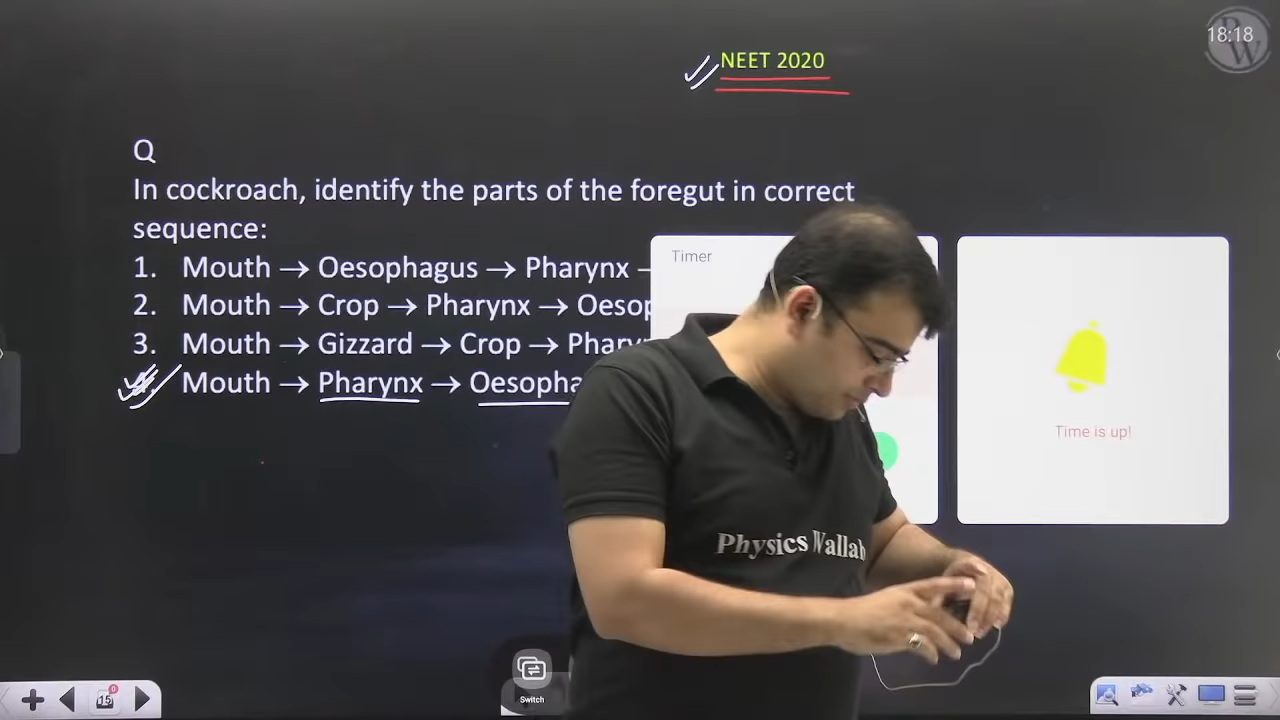 18:18
PW
NEET 2020
Q
In cockroach, identify the parts of the foregut in correct
sequence:
1. Mouth → Oesophagus → Pharynx →
2. Mouth → Crop → Pharynx → Oesop
3. Mouth → Gizzard → Crop → Phary
Mouth → Pharynx → Oesopha
Timer
Time is up!
Physics Wallah
Switch
15